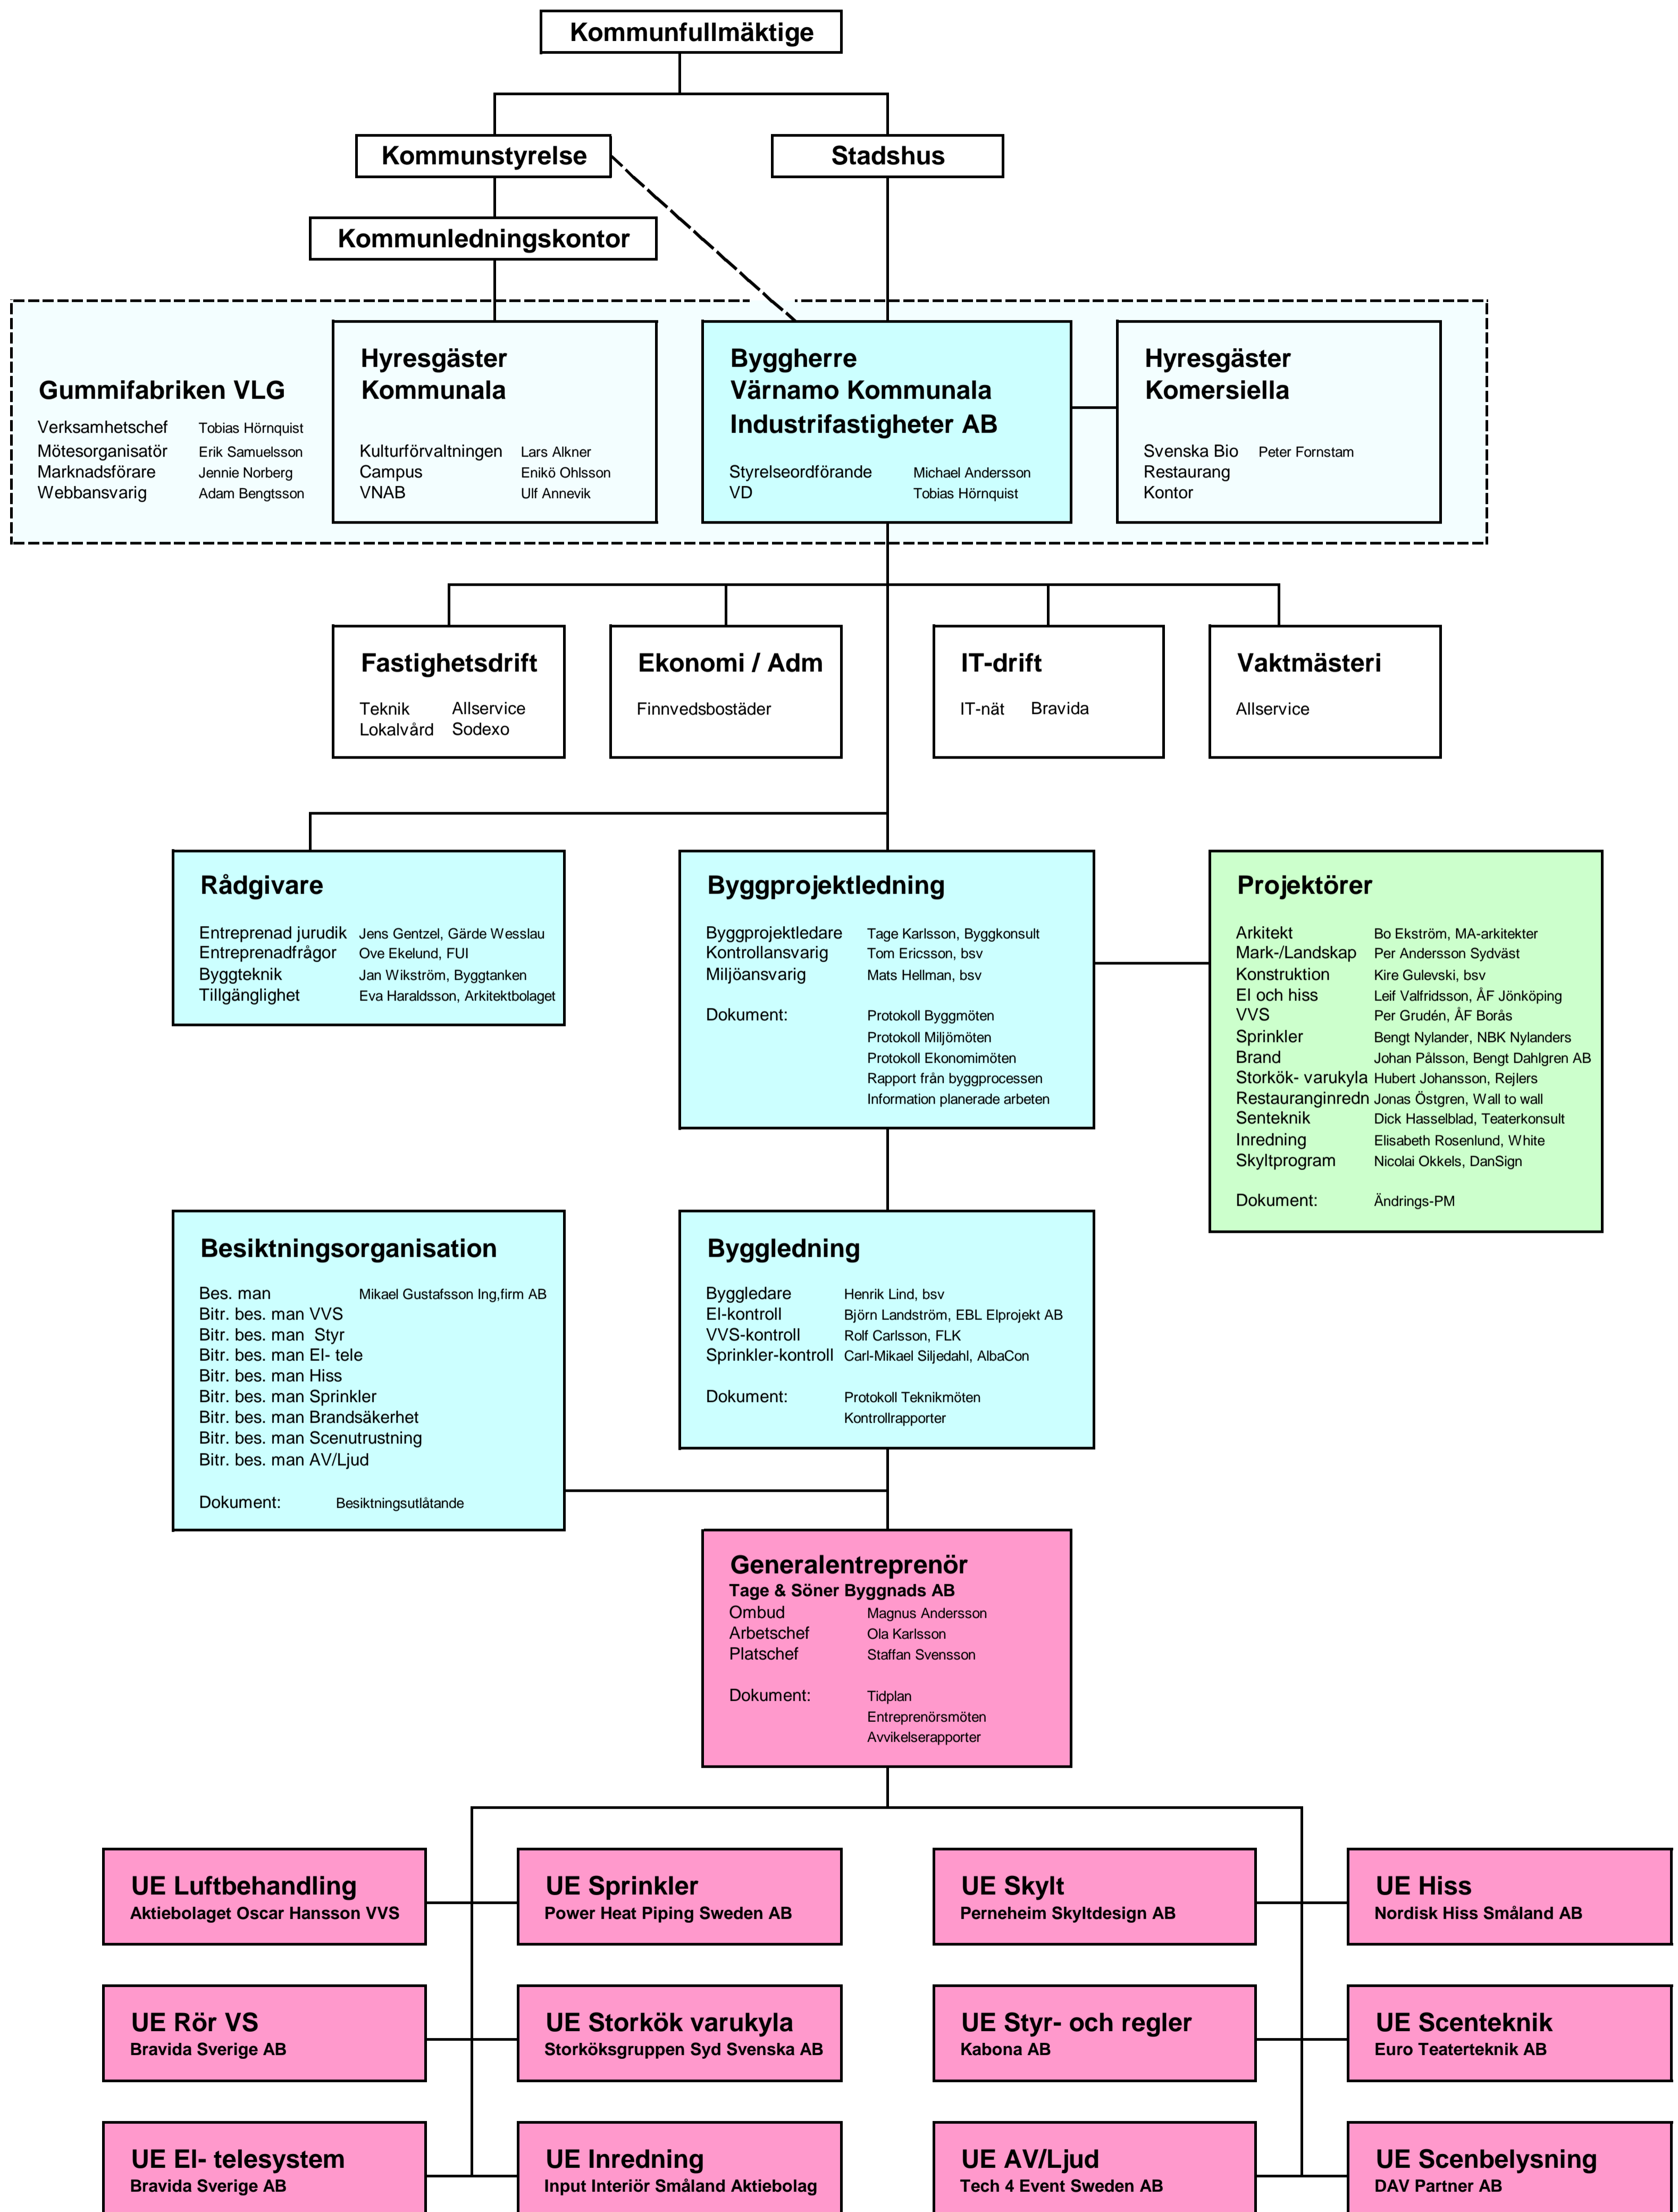 Kommunfullmäktige
Kommunstyrelse
Stadshus
Kommunledningskontor
Gummifabriken VLG
Verksamhetschef Tobias Hörnquist
Mötesorganisatör Erik Samuelsson
Marknadsförare Jennie Norberg
Webbansvarig Adam Bengtsson
Hyresgäster
Kommunala
Kulturförvaltningen Lars Alkner
Campus Enikö Ohlsson
VNAB Ulf Annevik
Byggherre
Värnamo Kommunala
Industrifastigheter AB
Styrelseordförande Michael Andersson
VD Tobias Hörnquist
Hyresgäster
Komersiella
Svenska Bio Peter Fornstam
Restaurang
Kontor
Fastighetsdrift
Teknik Allservice
Lokalvård Sodexo
Ekonomi / Adm
Finnvedsbostäder
IT-drift
IT-nät Bravida
Vaktmästeri
Allservice
Rådgivare
Entreprenad jurudik Jens Gentzel, Gärde Wesslau
Entreprenadfrågor Ove Ekelund, FUI
Byggteknik Jan Wikström, Byggtanken
Tillgänglighet Eva Haraldsson, Arkitektbolaget
Byggprojektledning
Byggprojektledare Tage Karlsson, Byggkonsult
Kontrollansvarig Tom Ericsson, bsv
Miljöansvarig Mats Hellman, bsv
Dokument: Protokoll Byggmöten
Protokoll Miljömöten
Protokoll Ekonomimöten
Rapport från byggprocessen
Information planerade arbeten
Projektörer
Arkitekt Bo Ekström, MA-arkitekter
Mark-/Landskap Per Andersson Sydväst
Konstruktion Kire Gulevski, bsv
El och hiss Leif Valfridsson, ÅF Jönköping
VVS Per Grudén, ÅF Borås
Sprinkler Bengt Nylander, NBK Nylanders
Brand Johan Pålsson, Bengt Dahlgren AB
Storkök- varukyla Hubert Johansson, Rejlers
Restauranginredn Jonas Östgren, Wall to wall
Senteknik Dick Hasselblad, Teaterkonsult
Inredning Elisabeth Rosenlund, White
Skyltprogram Nicolai Okkels, DanSign
Dokument: Ändrings-PM
Besiktningsorganisation
Bes. man Mikael Gustafsson Ing,firm AB
Bitr. bes. man VVS
Bitr. bes. man Styr
Bitr. bes. man El- tele
Bitr. bes. man Hiss
Bitr. bes. man Sprinkler
Bitr. bes. man Brandsäkerhet
Bitr. bes. man Scenutrustning
Bitr. bes. man AV/Ljud
Dokument: Besiktningsutlåtande
Byggledning
Byggledare Henrik Lind, bsv
El-kontroll Björn Landström, EBL Elprojekt AB
VVS-kontroll Rolf Carlsson, FLK
Sprinkler-kontroll Carl-Mikael Siljedahl, AlbaCon
Dokument: Protokoll Teknikmöten
Kontrollrapporter
Generalentreprenör
Tage & Söner Byggnads AB
Ombud Magnus Andersson
Arbetschef Ola Karlsson
Platschef Staffan Svensson
Dokument: Tidplan
Entreprenörsmöten
Avvikelserapporter
UE Luftbehandling
Aktiebolaget Oscar Hansson VVS
UE Sprinkler
Power Heat Piping Sweden AB
UE Skylt
Perneheim Skyltdesign AB
UE Hiss
Nordisk Hiss Småland AB
UE Rör VS
Bravida Sverige AB
UE Storkök varukyla
Storköksgruppen Syd Svenska AB
UE Styr- och regler
Kabona AB
UE Scenteknik
Euro Teaterteknik AB
UE El- telesystem
Bravida Sverige AB
UE Inredning
Input Interiör Småland Aktiebolag
UE AV/Ljud
Tech 4 Event Sweden AB
UE Scenbelysning
DAV Partner AB